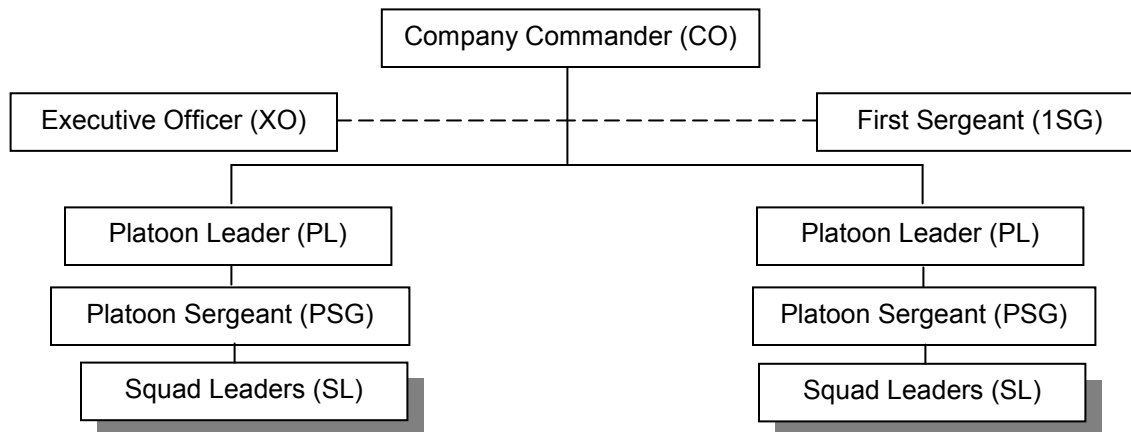 Company Commander (CO)
Executive Officer (XO)
First Sergeant (1SG)
Platoon Leader (PL)
Platoon Leader (PL)
Platoon Sergeant (PSG)
Platoon Sergeant (PSG)
Squad Leaders (SL)
Squad Leaders (SL)